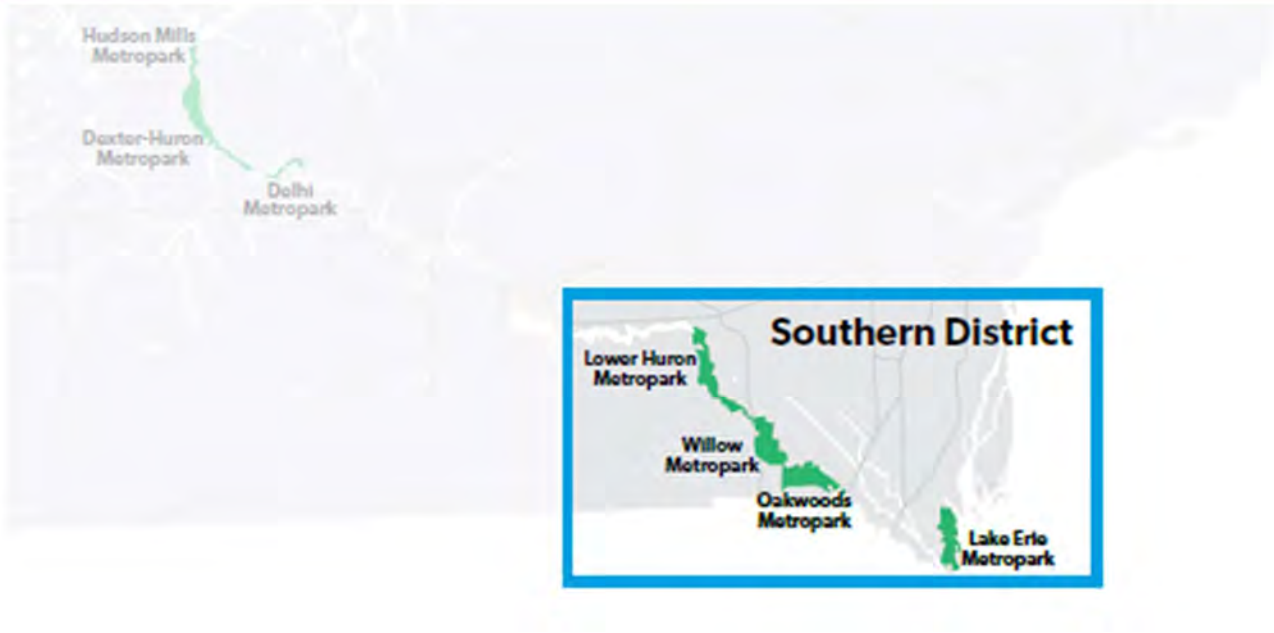 Hudson Mills
Metropark
Dexter-Huron
Metropark
Delhi
Metropark
Southern District
Lower Huron
Metropark
Willow
Metropark
Oakwoods
Metropark
Lake Erie
Metropark